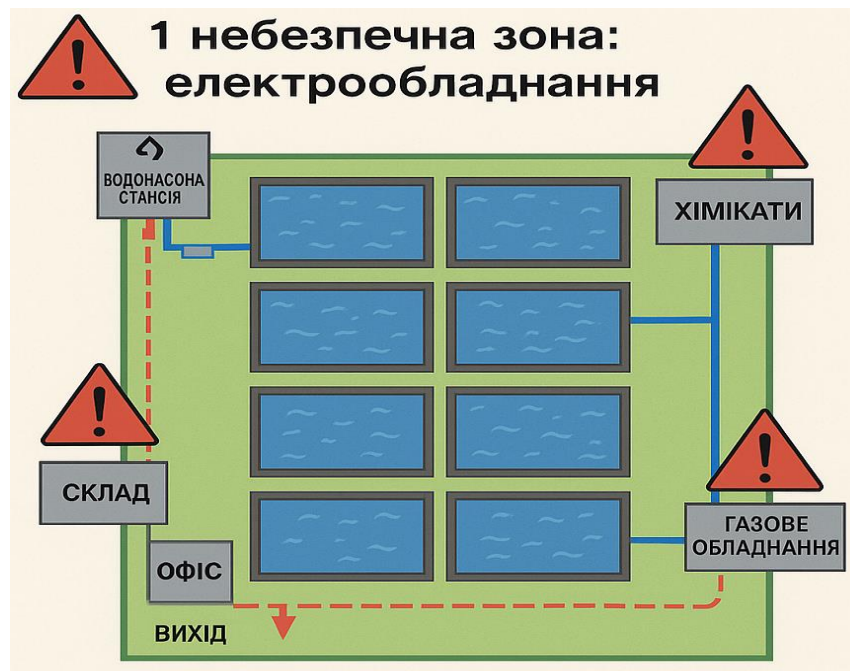 1 небезпечна зона:
електрообладнання
ВОДОНАСОНА
СТАНСІЯ
ХІМІКАТИ
СКЛАД
ГАЗОВЕ
ОБЛАДНАННЯ
ОФІС
ВИХІД